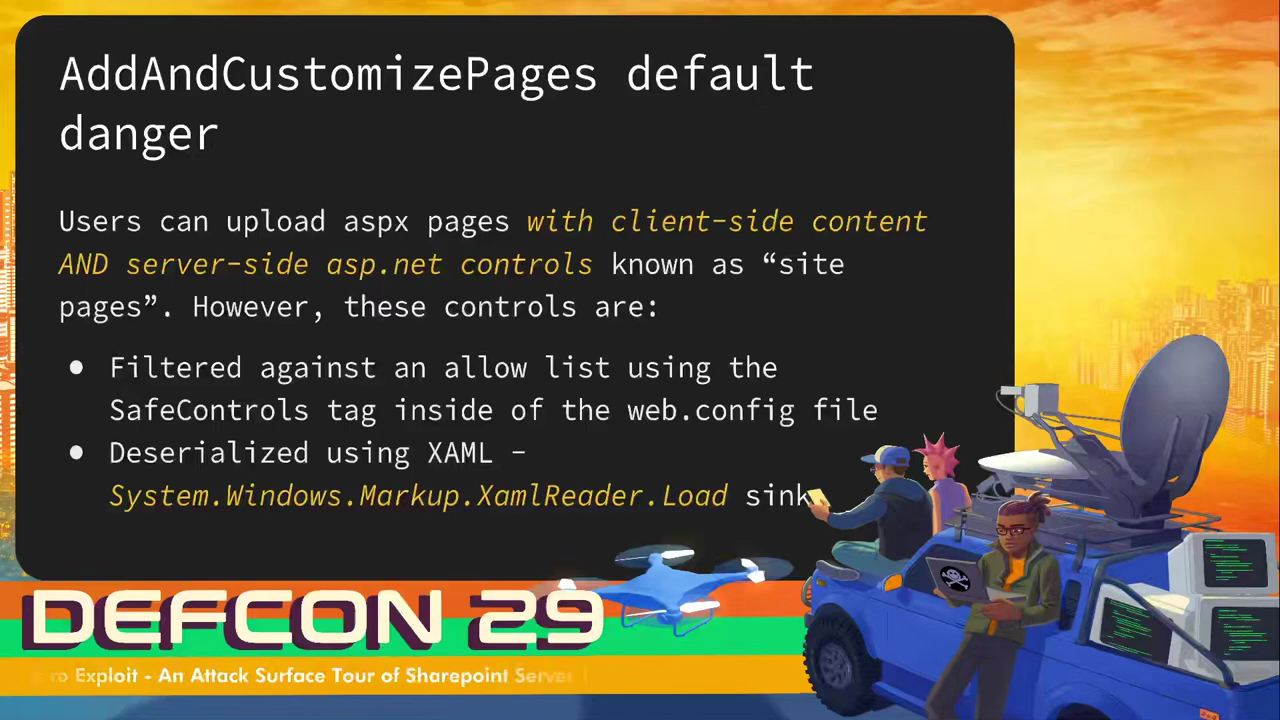 AddAndCustomizePages default
danger
Users can upload aspx pages with client-side content
AND server-side asp.net controls known as “site
pages”. However, these controls are:
● Filtered against an allow list using the
SafeControls tag inside of the web.config file
● Deserialized using XAML –
System.Windows.Markup.XamlReader.Load sink
DEFCON 29
ro Exploit - An Attack Surface Tour of Sharepoint Server